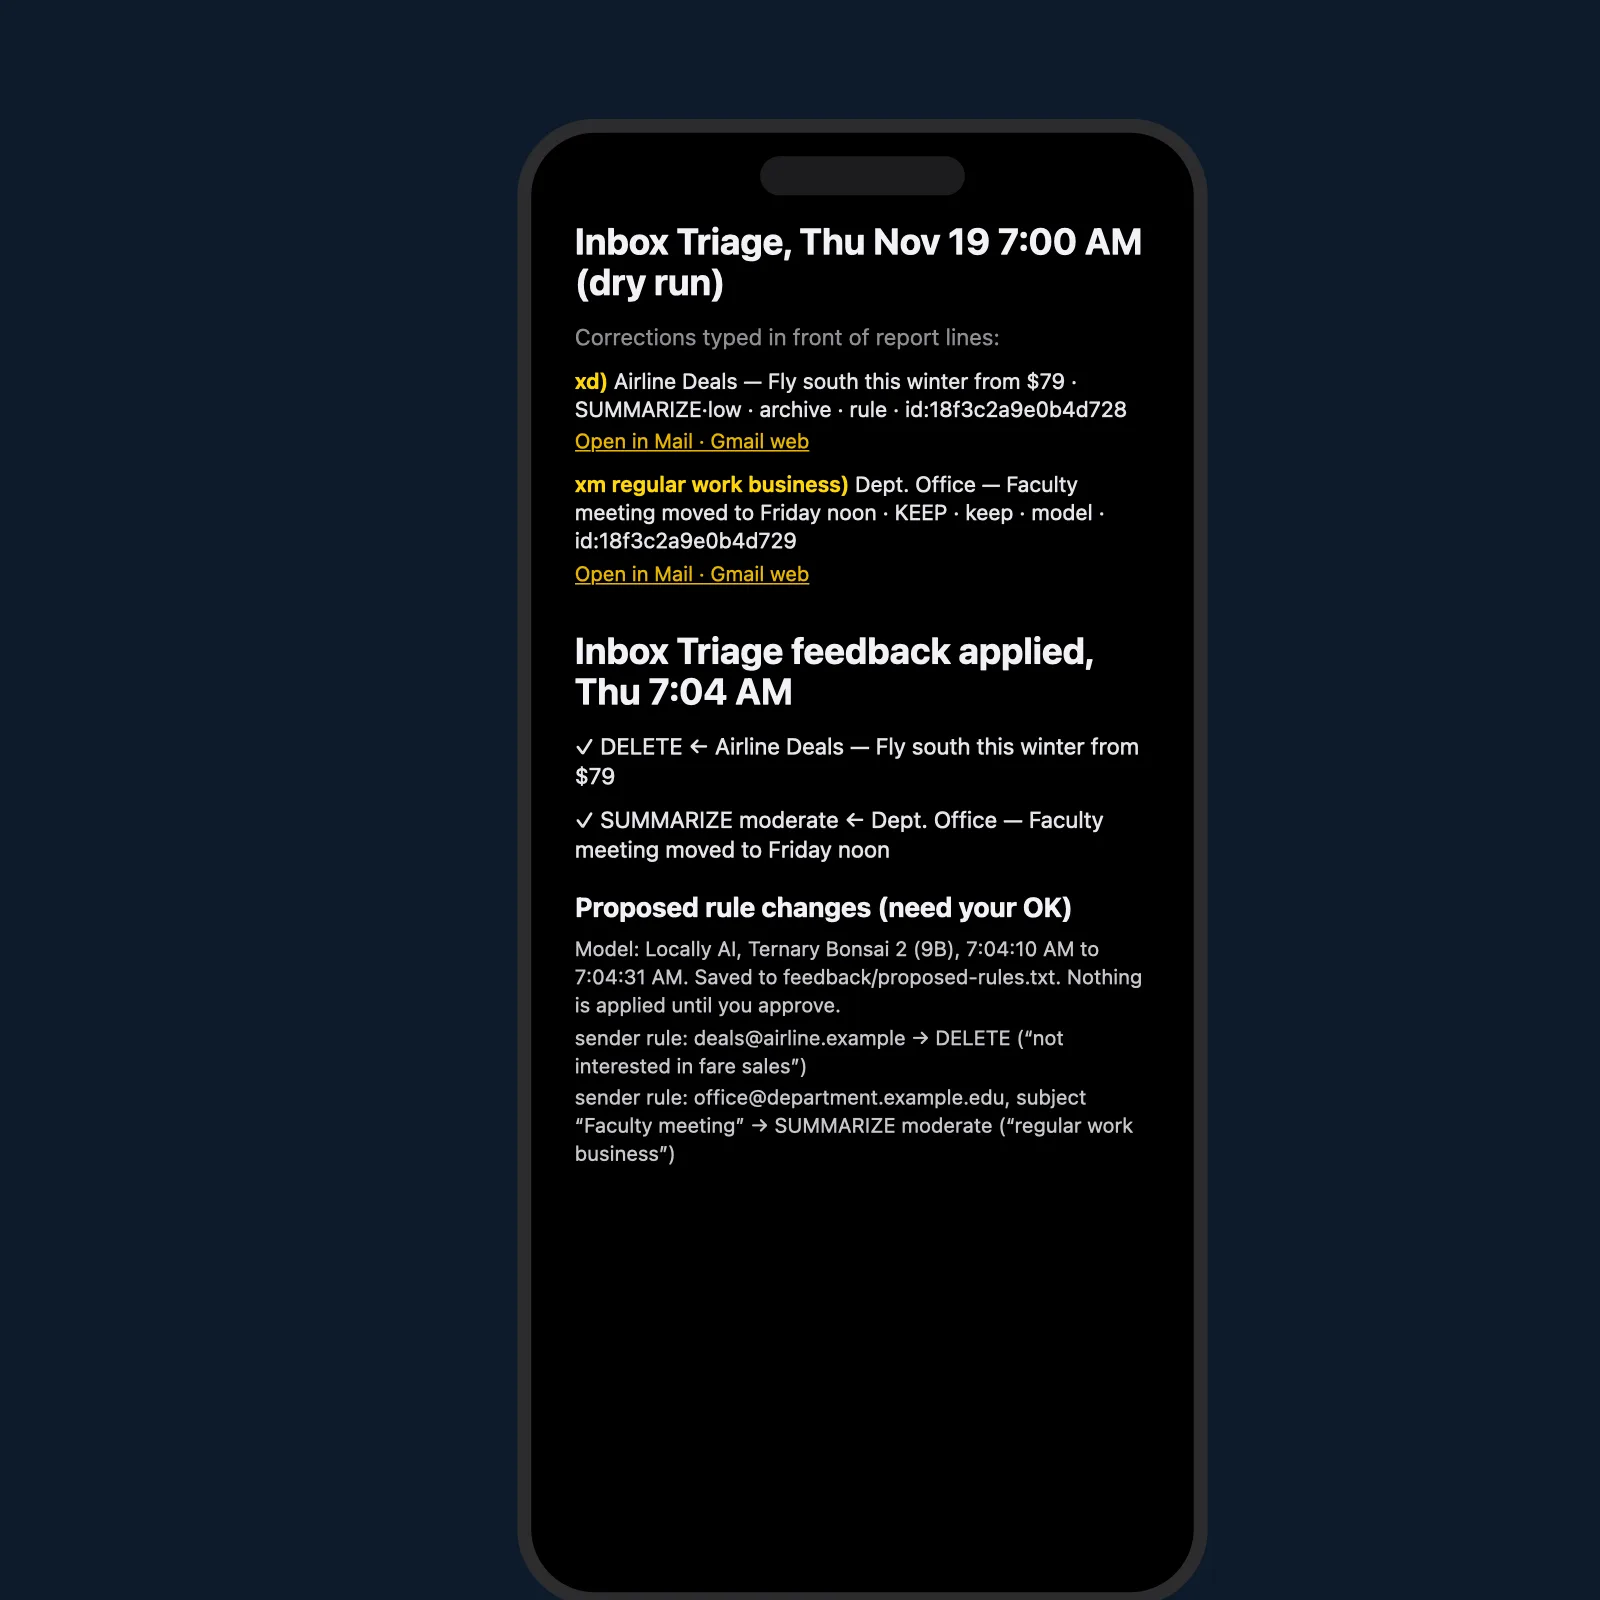 Inbox Triage, Thu Nov 19 7:00 AM
(dry run)
Corrections typed in front of report lines:
xd) Airline Deals — Fly south this winter from $79 ·
SUMMARIZE·low · archive · rule · id:18f3c2a9e0b4d728
Open in Mail · Gmail web
xm regular work business) Dept. Office — Faculty
meeting moved to Friday noon · KEEP · keep · model ·
id:18f3c2a9e0b4d729
Open in Mail · Gmail web
Inbox Triage feedback applied,
Thu 7:04 AM
✓ DELETE ← Airline Deals — Fly south this winter from
$79
✓ SUMMARIZE moderate ← Dept. Office — Faculty
meeting moved to Friday noon
Proposed rule changes (need your OK)
Model: Locally AI, Ternary Bonsai 2 (9B), 7:04:10 AM to
7:04:31 AM. Saved to feedback/proposed-rules.txt. Nothing
is applied until you approve.
sender rule: deals@airline.example → DELETE (“not
interested in fare sales”)
sender rule: office@department.example.edu, subject
“Faculty meeting” → SUMMARIZE moderate (“regular work
business”)